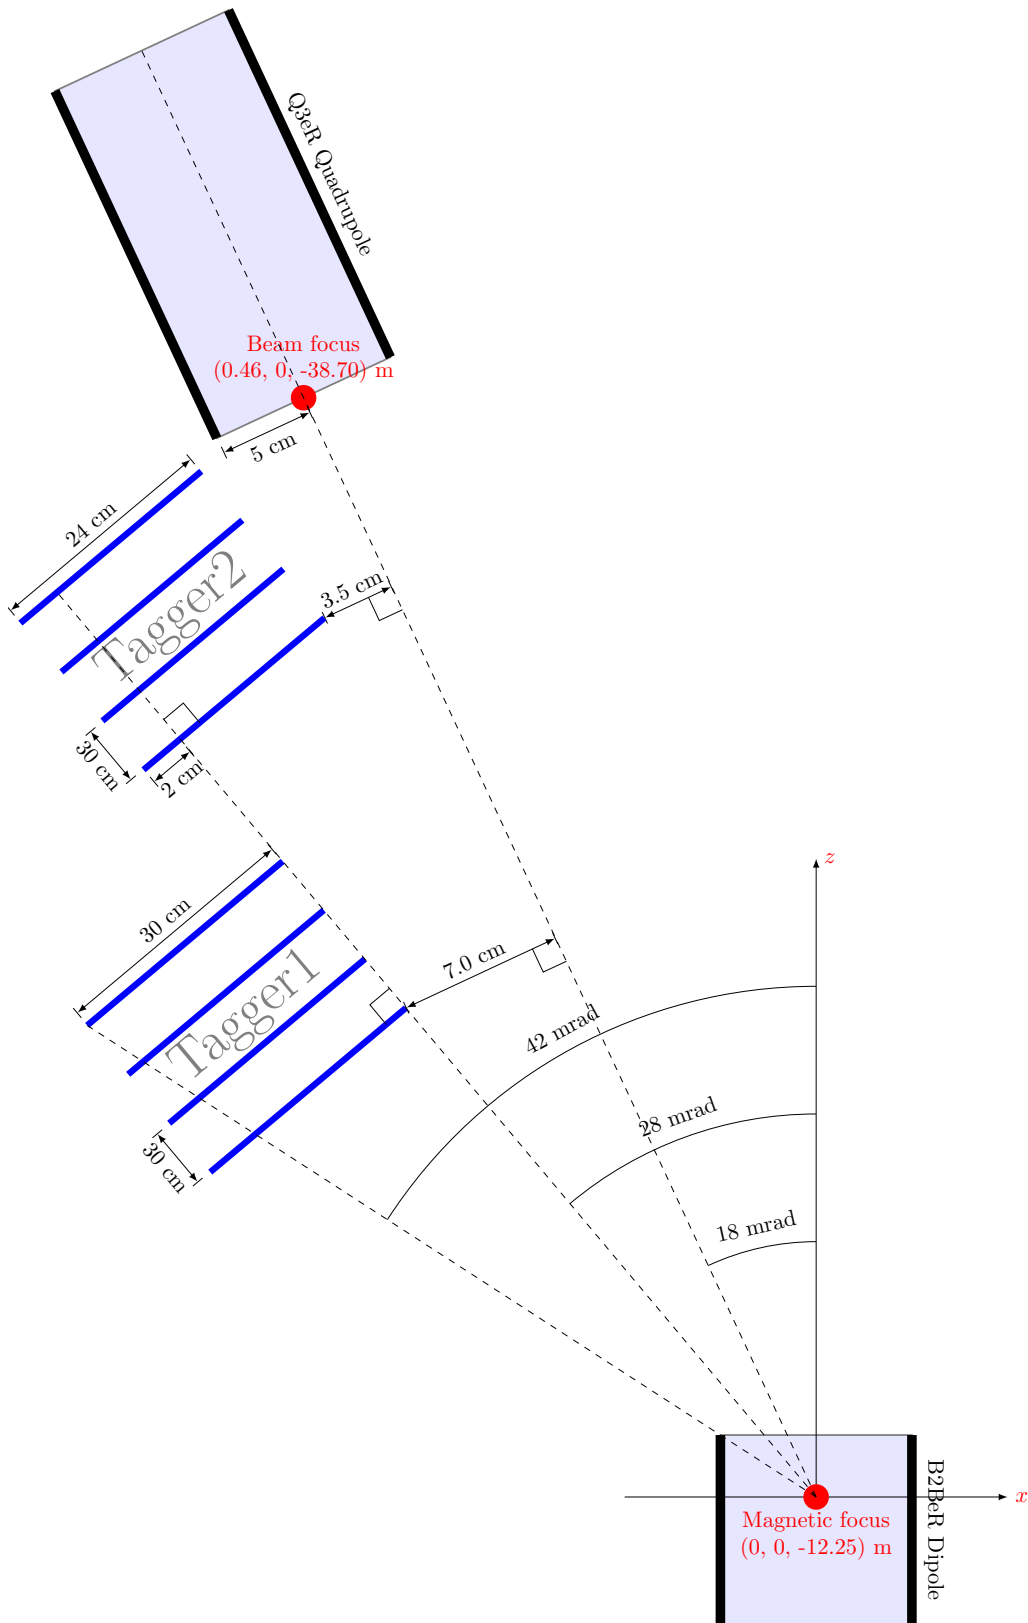 Q3eR Quadrupole
Beam focus
(0.46, 0, -38.70) m
5 cm
24 cm
Tagger2
3.5 cm
30 cm
2 cm
z
30 cm
7.0 cm
Tagger1
42 mrad
28 mrad
30 cm
18 mrad
B2BeR Dipole
x
Magnetic focus
(0, 0, -12.25) m